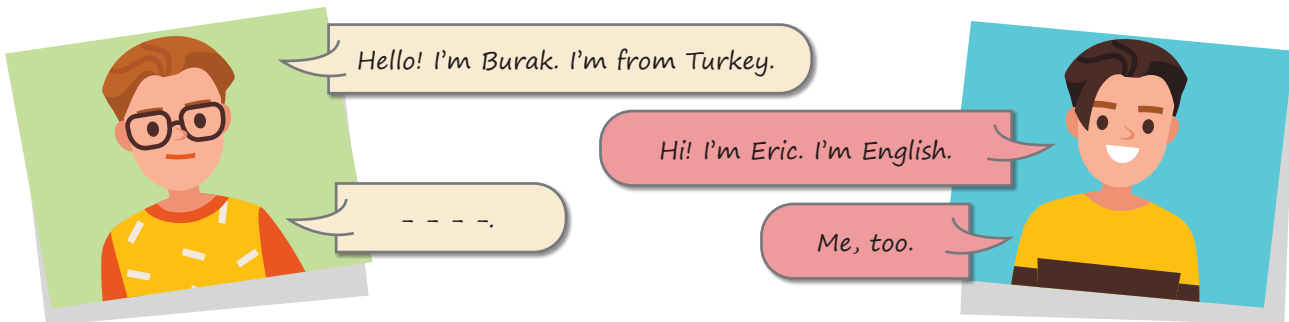 Hello! I'm Burak. I'm from Turkey.
Hi! I'm Eric. I'm English.
- - - -.
Me, too.